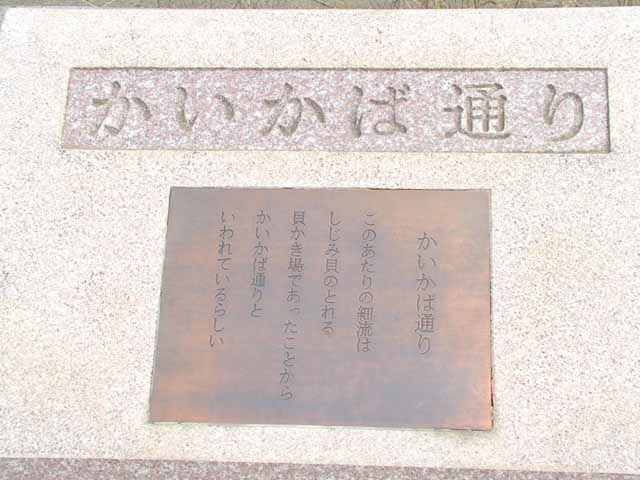 かいかば通り
かいかば通り
このあたりの細流は
しじみ貝のとれる
貝かき場であったことから
かいかば通りと
いわれているらしい